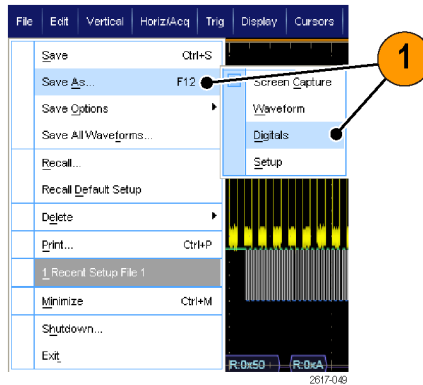 File Edit Vertical Horiz/Acq Trig Display Cursors
1
Save Ctrl+S
Save As... F12
Screen Capture
Save Options
Waveform
Save All Waveforms...
Digitals
Recall...
Setup
Recall Default Setup
Delete
Print... Ctrl+P
1 Recent Setup File 1
Minimize Ctrl+M
Shutdown...
Exit
R:0x50 R:0xA
2617-049